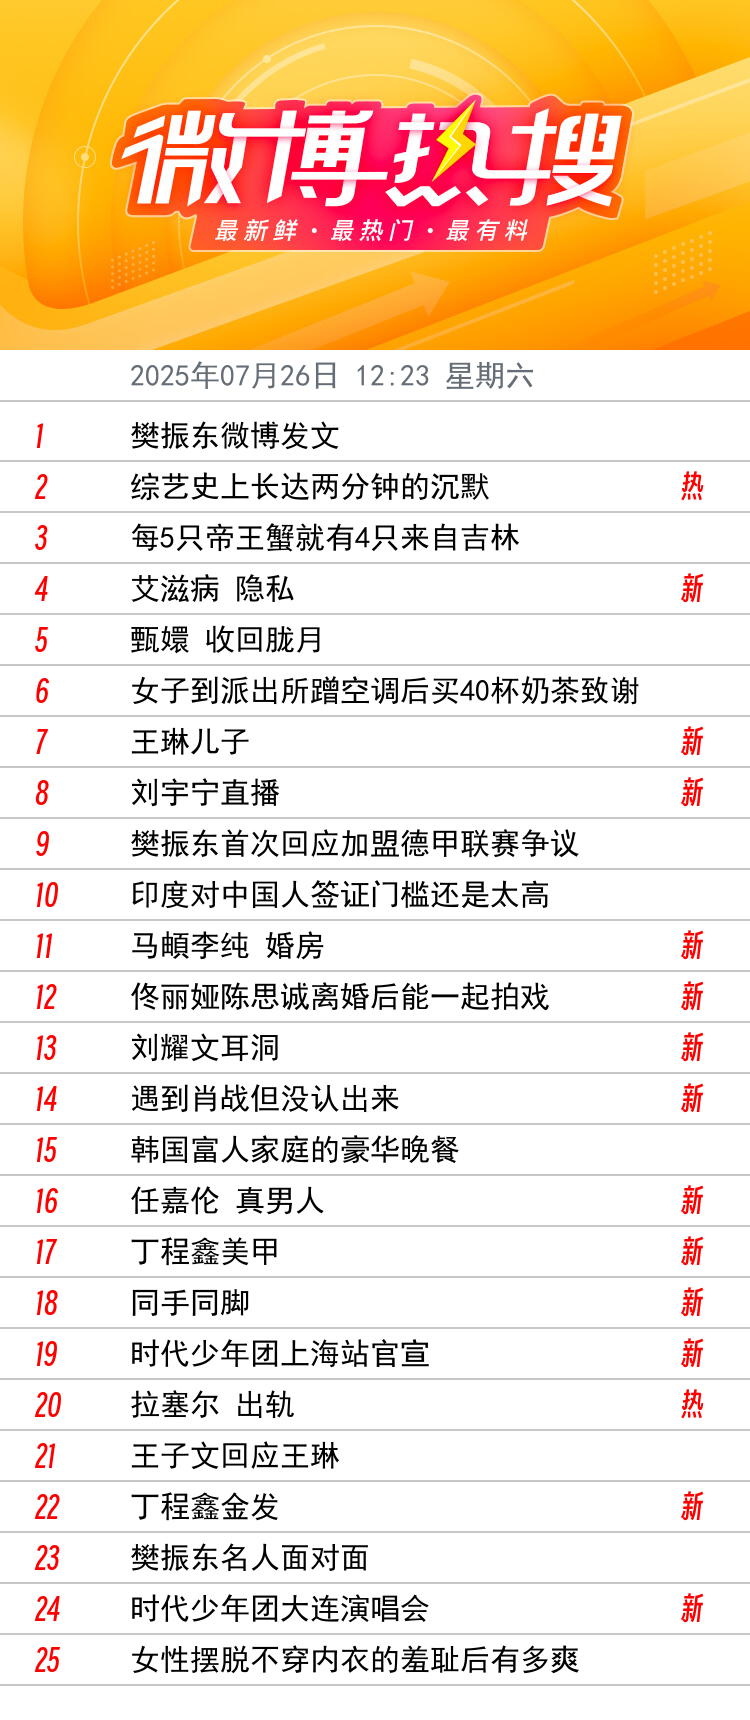 微博热搜
最新鲜·最热门·最有料
2025年07月26日 12:23 星期六
1 樊振东微博发文
2 综艺史上长达两分钟的沉默 热
3 每5只帝王蟹就有4只来自吉林
4 艾滋病 隐私 新
5 甄嬛 收回胧月
6 女子到派出所蹭空调后买40杯奶茶致谢
7 王琳儿子 新
8 刘宇宁直播 新
9 樊振东首次回应加盟德甲联赛争议
10 印度对中国人签证门槛还是太高
11 马頔李纯 婚房 新
12 佟丽娅陈思诚离婚后能一起拍戏 新
13 刘耀文耳洞 新
14 遇到肖战但没认出来 新
15 韩国富人家庭的豪华晚餐
16 任嘉伦 真男人 新
17 丁程鑫美甲 新
18 同手同脚 新
19 时代少年团上海站官宣 新
20 拉塞尔 出轨 热
21 王子文回应王琳
22 丁程鑫金发 新
23 樊振东名人面对面
24 时代少年团大连演唱会 新
25 女性摆脱不穿内衣的羞耻后有多爽